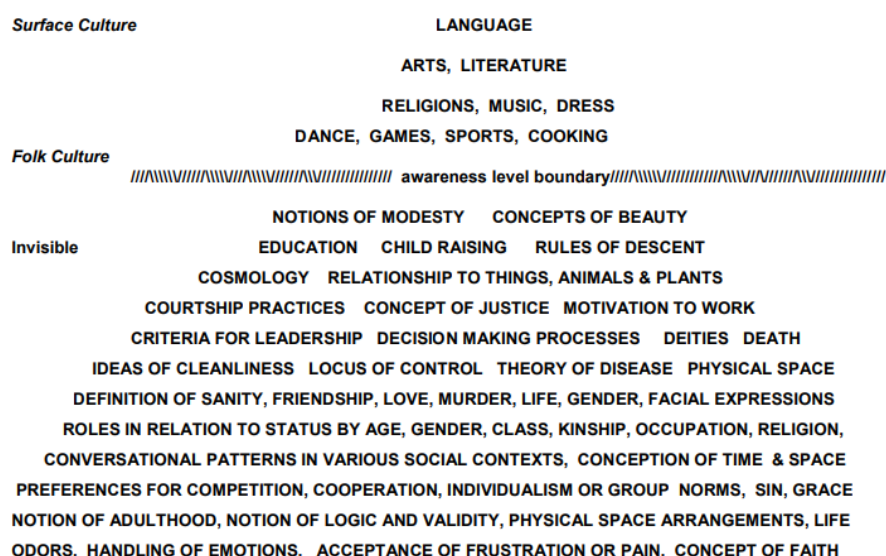 Surface Culture LANGUAGE
ARTS, LITERATURE
RELIGIONS, MUSIC, DRESS
DANCE, GAMES, SPORTS, COOKING
Folk Culture
////\\\\\\//////\\\\\\////\\\\\\///////\\\//////////////// awareness level boundary/////\\\\\\//////////////\\\\\\///\///////\\\////////////////
NOTIONS OF MODESTY CONCEPTS OF BEAUTY
Invisible EDUCATION CHILD RAISING RULES OF DESCENT
COSMOLOGY RELATIONSHIP TO THINGS, ANIMALS & PLANTS
COURTSHIP PRACTICES CONCEPT OF JUSTICE MOTIVATION TO WORK
CRITERIA FOR LEADERSHIP DECISION MAKING PROCESSES DEITIES DEATH
IDEAS OF CLEANLINESS LOCUS OF CONTROL THEORY OF DISEASE PHYSICAL SPACE
DEFINITION OF SANITY, FRIENDSHIP, LOVE, MURDER, LIFE, GENDER, FACIAL EXPRESSIONS
ROLES IN RELATION TO STATUS BY AGE, GENDER, CLASS, KINSHIP, OCCUPATION, RELIGION,
CONVERSATIONAL PATTERNS IN VARIOUS SOCIAL CONTEXTS, CONCEPTION OF TIME & SPACE
PREFERENCES FOR COMPETITION, COOPERATION, INDIVIDUALISM OR GROUP NORMS, SIN, GRACE
NOTION OF ADULTHOOD, NOTION OF LOGIC AND VALIDITY, PHYSICAL SPACE ARRANGEMENTS, LIFE
ODORS, HANDLING OF EMOTIONS, ACCEPTANCE OF FRUSTRATION OR PAIN, CONCEPT OF FAITH